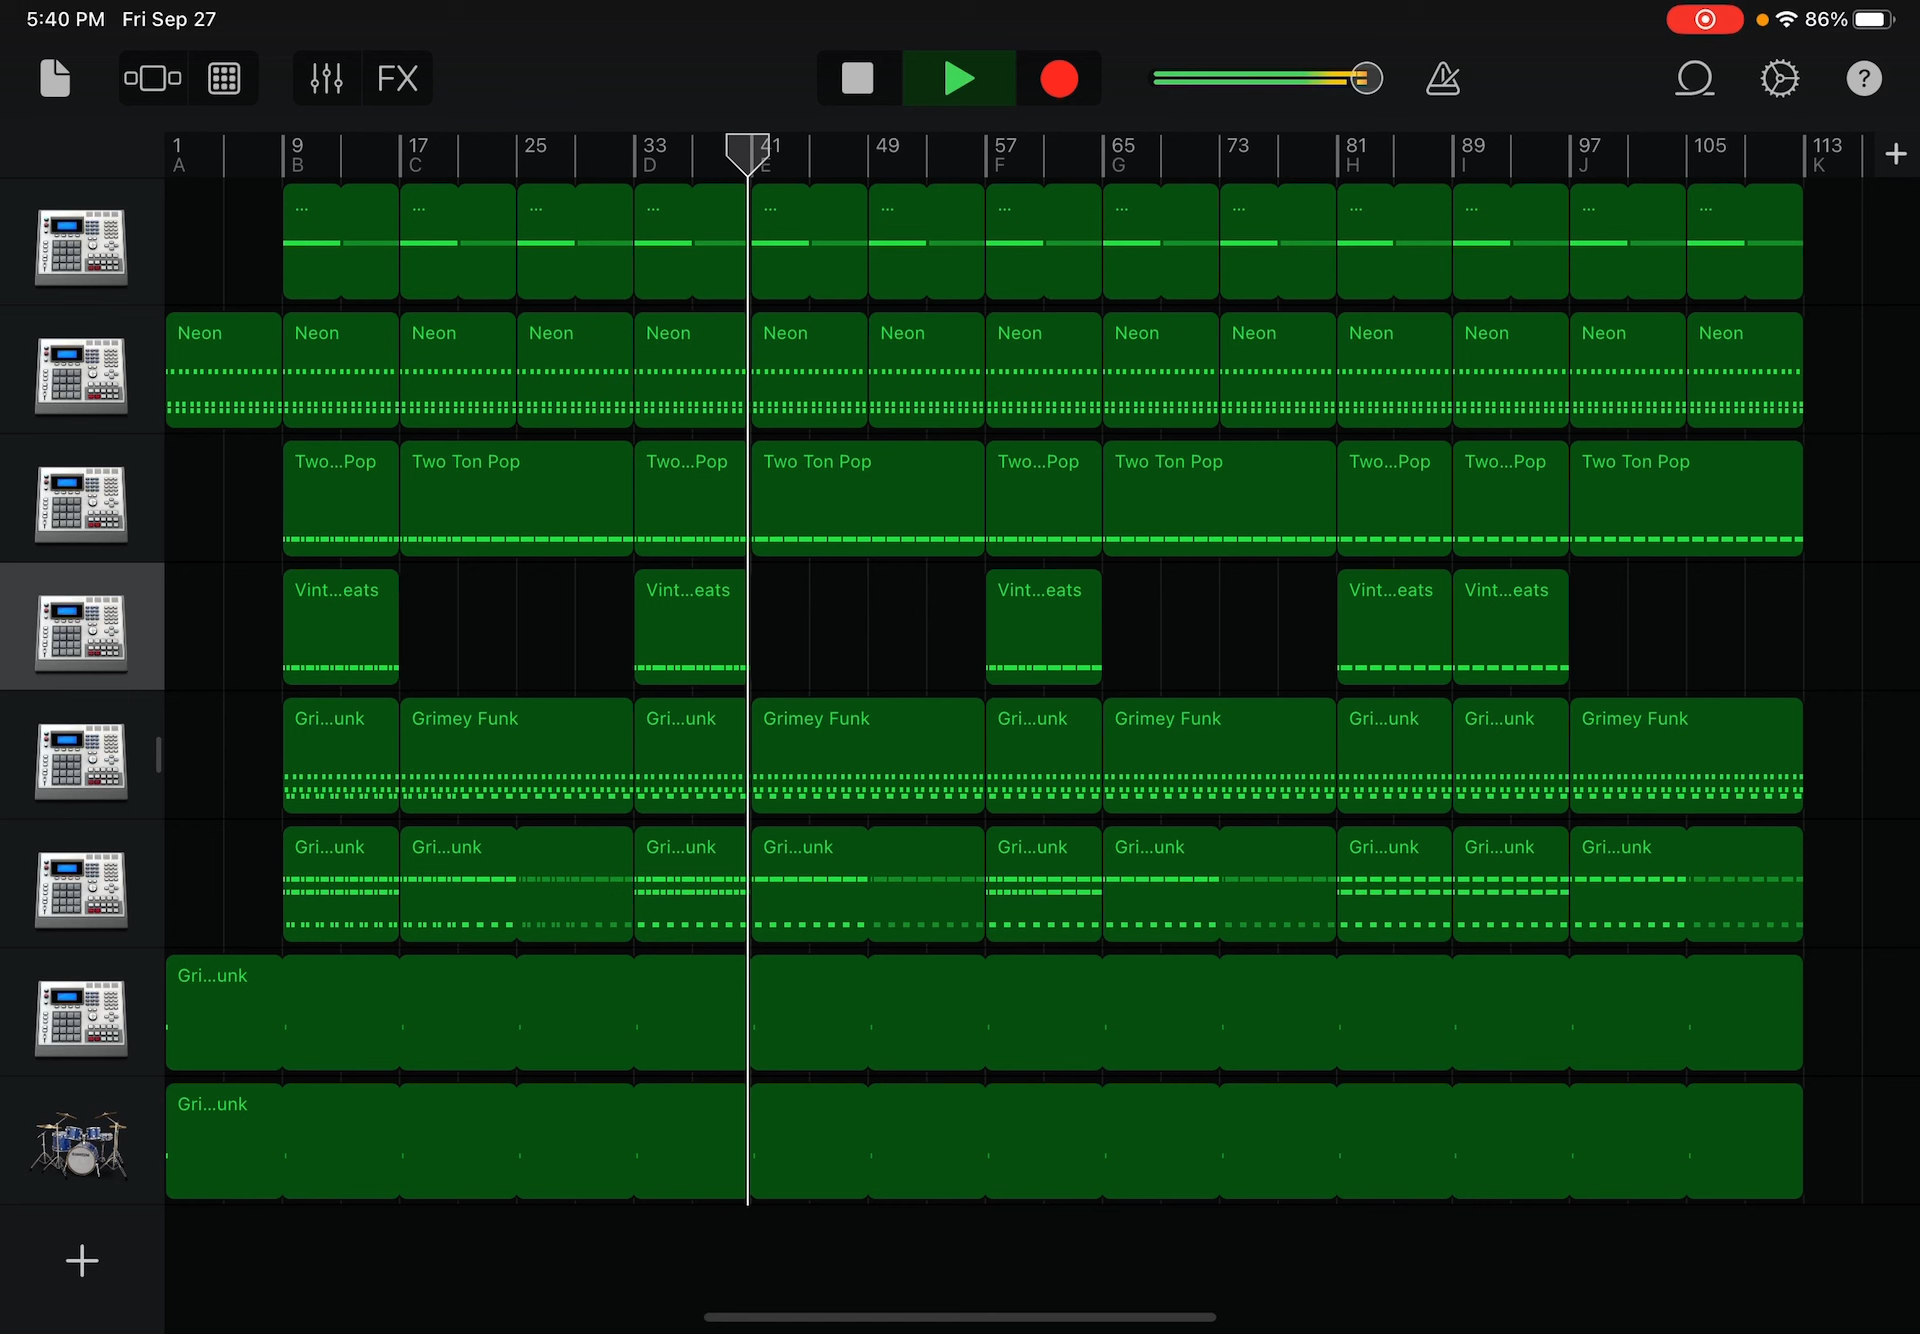 5:40 PM Fri Sep 27
86%
FX
1 9 17 25 33 41 49 57 65 73 81 89 97 105 113
A B C D E F G H I J K
... ... ... ... ... ... ... ... ... ... ... ... ...
Neon Neon Neon Neon Neon Neon Neon Neon Neon Neon Neon Neon Neon Neon
Two...Pop Two Ton Pop Two...Pop Two Ton Pop Two...Pop Two Ton Pop Two...Pop Two...Pop Two Ton Pop
Vint...eats Vint...eats Vint...eats Vint...eats Vint...eats
Gri...unk Grimey Funk Gri...unk Grimey Funk Gri...unk Grimey Funk Gri...unk Gri...unk Grimey Funk
Gri...unk Gri...unk Gri...unk Gri...unk Gri...unk Gri...unk Gri...unk Gri...unk Gri...unk
Gri...unk
Gri...unk